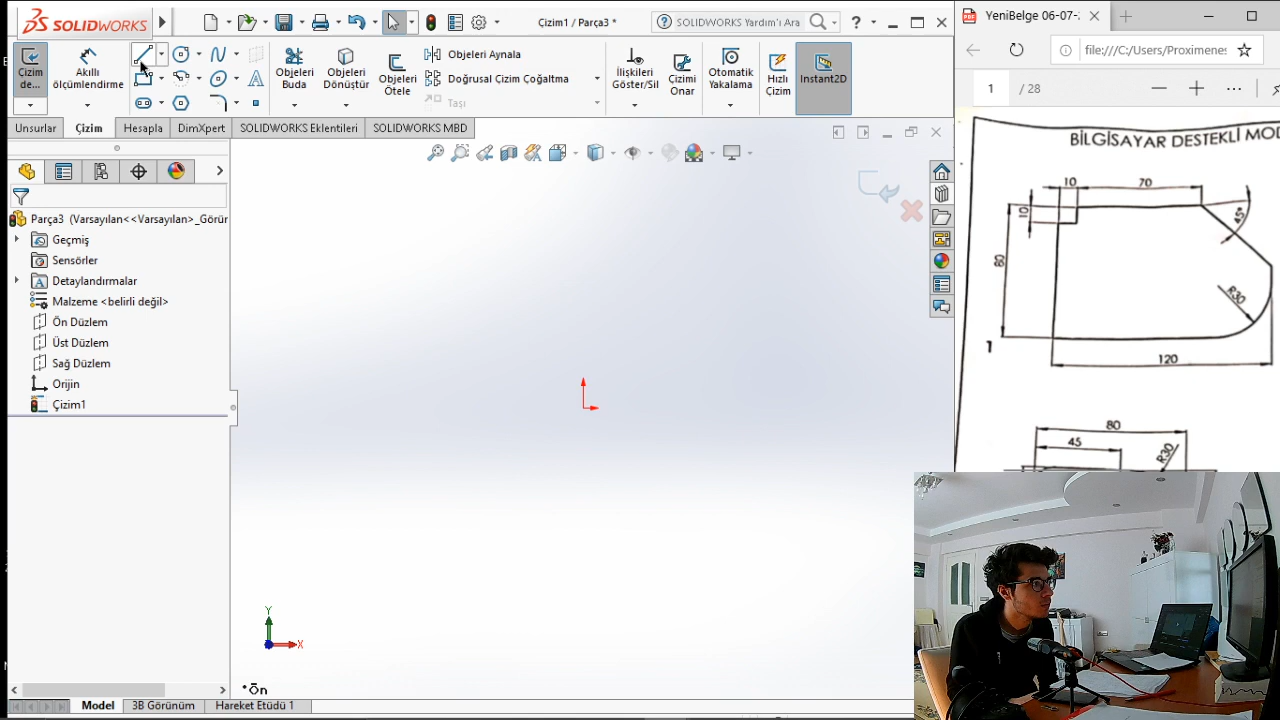 SOLIDWORKS
Çizim1 / Parça3 *
SOLIDWORKS Yardım'ı Ara
Çizim
de...
Akıllı
ölçümlendirme
Objeleri
Buda
Objeleri
Dönüştür
Objeleri
Ötele
Objeleri Aynala
Doğrusal Çizim Çoğaltma
Taşı
İlişkileri
Göster/Sil
Çizimi
Onar
Otomatik
Yakalama
Hızlı
Çizim
Instant2D
Unsurlar
Çizim
Hesapla
DimXpert
SOLIDWORKS Eklentileri
SOLIDWORKS MBD
Parça3 (Varsayılan<<Varsayılan>_Görür
Geçmiş
Sensörler
Detaylandırmalar
Malzeme <belirli değil>
Ön Düzlem
Üst Düzlem
Sağ Düzlem
Orijin
Çizim1
Y
X
*Ön
Model
3B Görünüm
Hareket Etüdü 1
YeniBelge 06-07-2
file:///C:/Users/Proximenes
1 / 28
BİLGİSAYAR DESTEKLİ MOD
10
70
10
45°
80
R30
1
120
80
45
R30